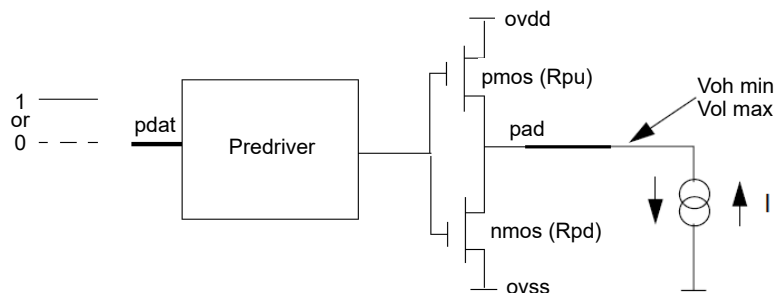 ovdd
pmos (Rpu)
Voh min
Vol max
1
or
0
pdat
Predriver
pad
nmos (Rpd)
I
ovss